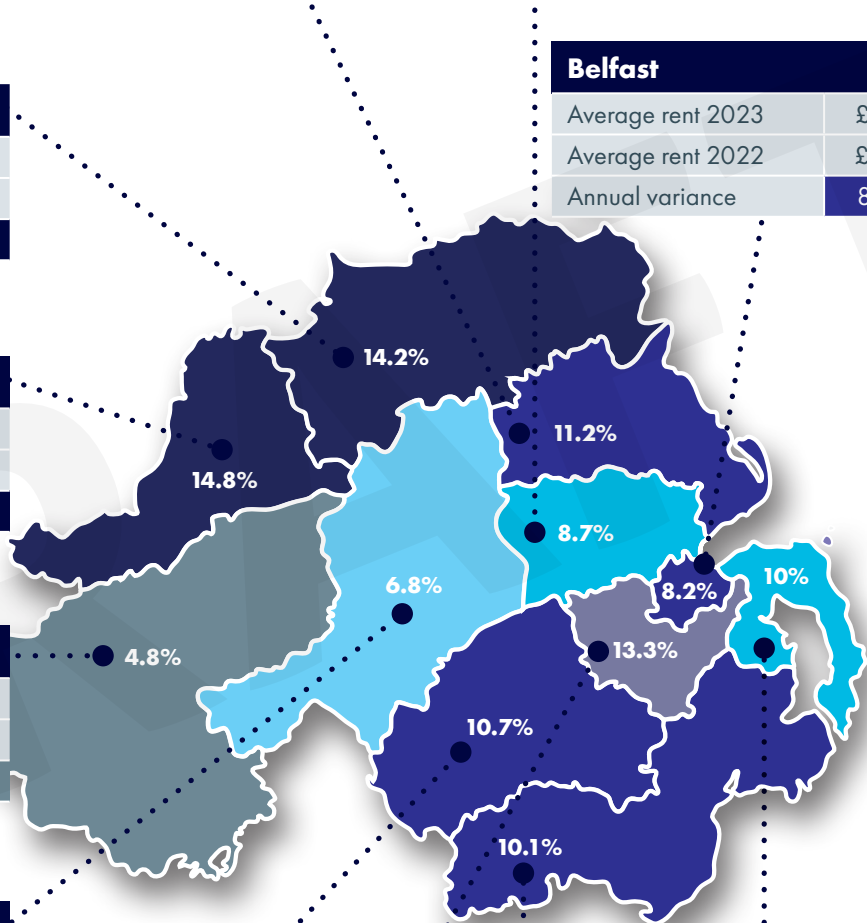 Belfast
Average rent 2023 £
Average rent 2022 £
Annual variance 8
14.2%
11.2%
14.8%
8.7%
10%
6.8%
8.2%
13.3%
4.8%
10.7%
10.1%